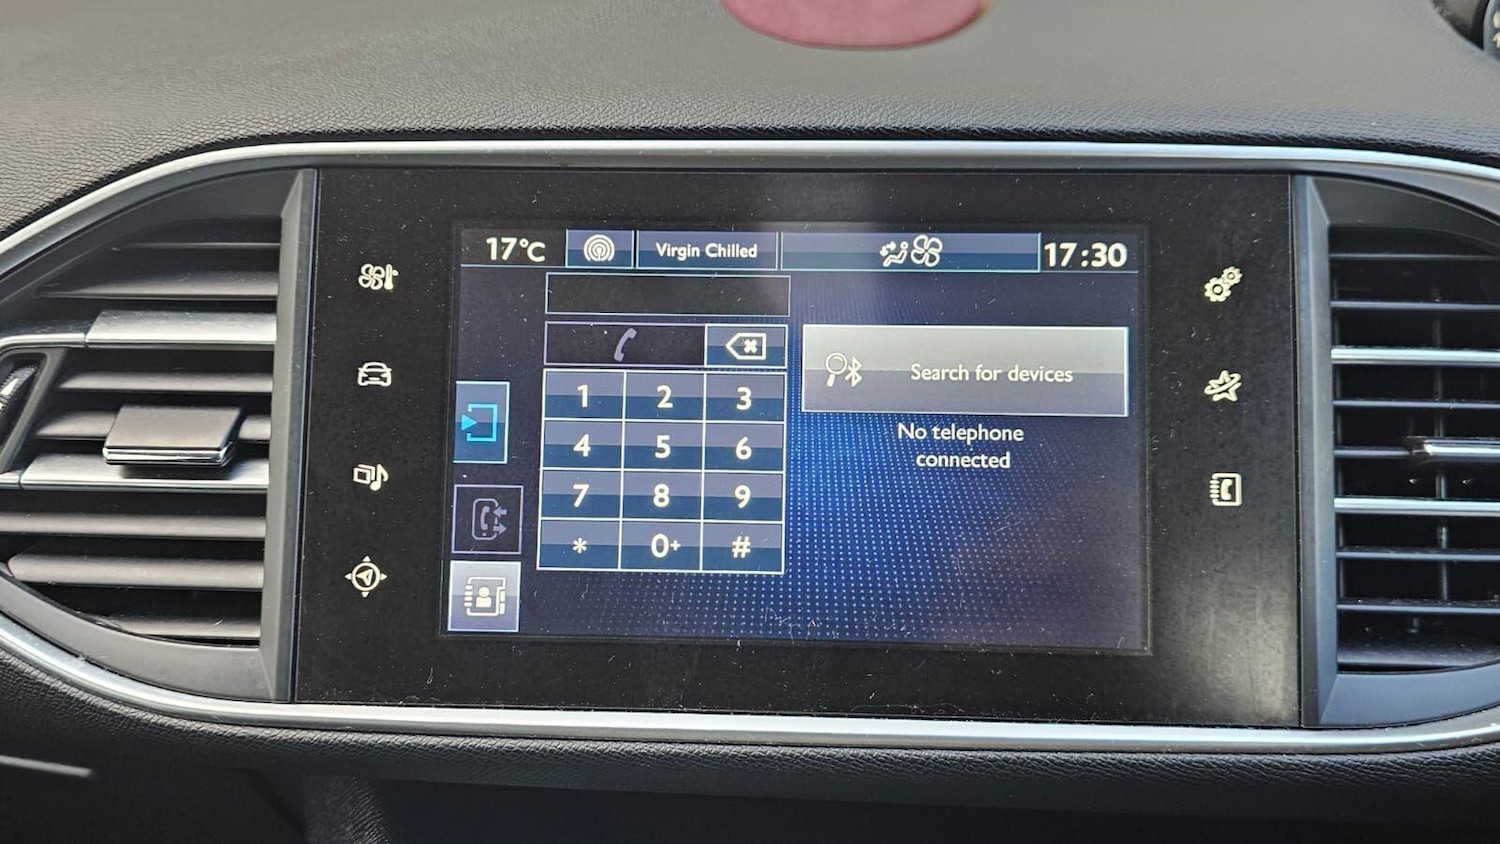 17°C
Virgin Chilled
17:30
Search for devices
No telephone
connected
1 2 3
4 5 6
7 8 9
* 0+ #